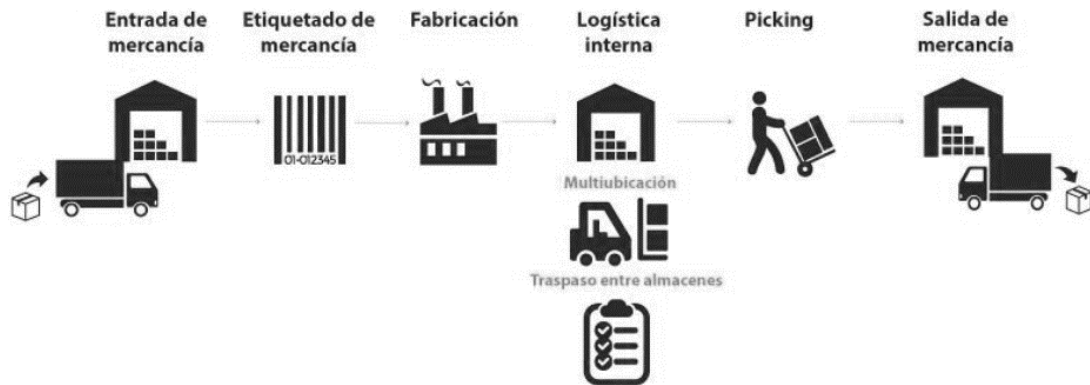 Entrada de
mercancía
Etiquetado de
mercancía
Fabricación
Logística
interna
Picking
Salida de
mercancía
01-012345
Multiubicación
Traspaso entre almacenes